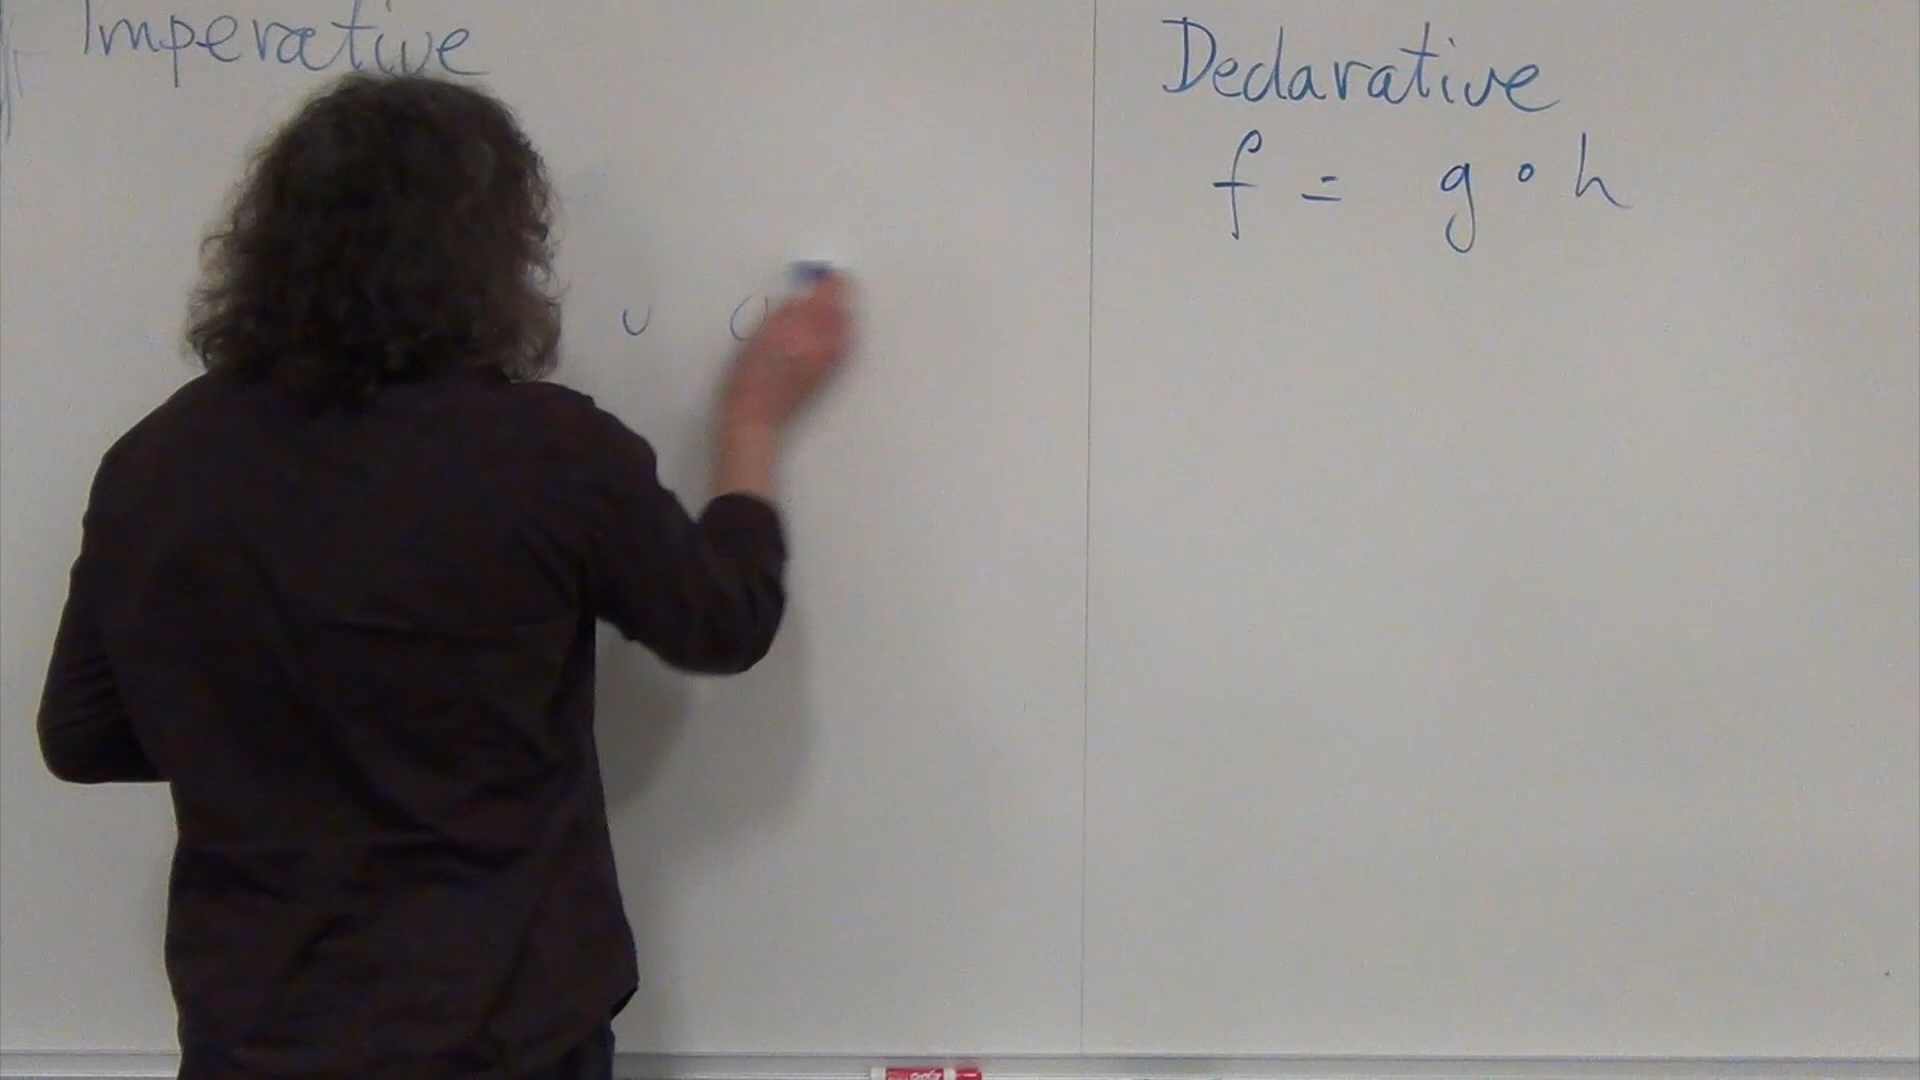 Imperative
Declarative
f = g ∘ h